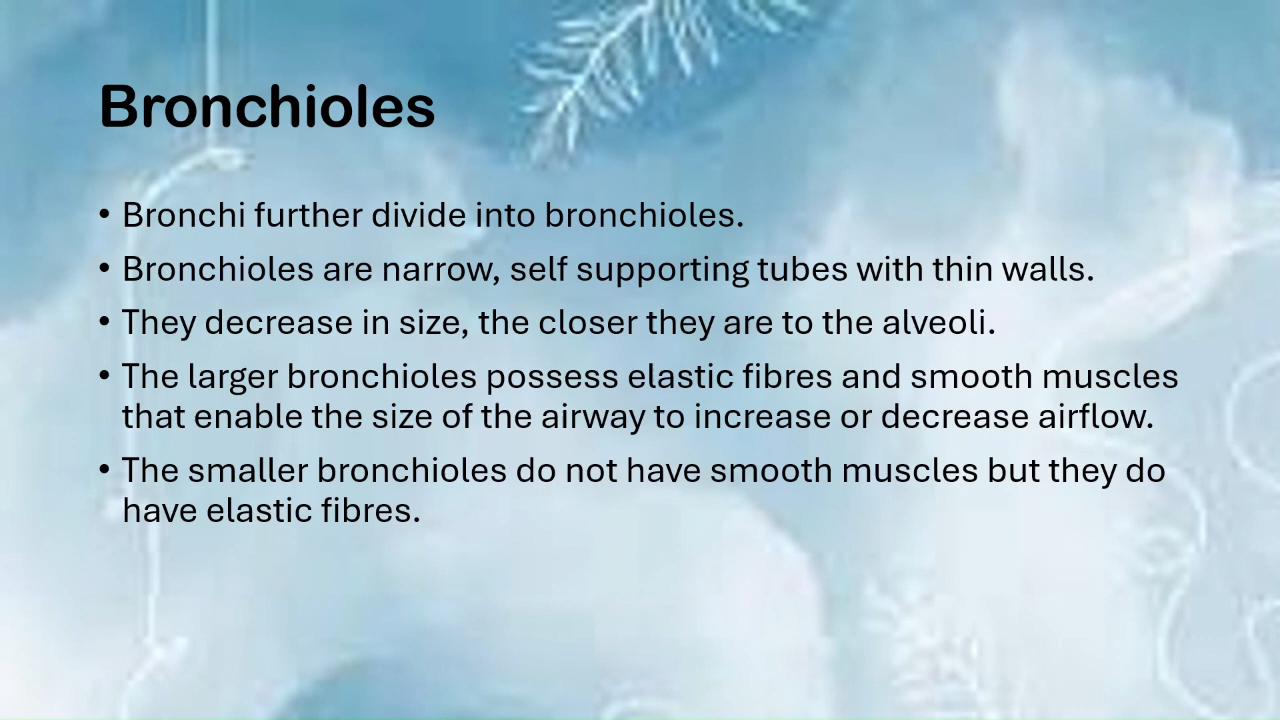 Bronchioles
• Bronchi further divide into bronchioles.
• Bronchioles are narrow, self supporting tubes with thin walls.
• They decrease in size, the closer they are to the alveoli.
• The larger bronchioles possess elastic fibres and smooth muscles
that enable the size of the airway to increase or decrease airflow.
• The smaller bronchioles do not have smooth muscles but they do
have elastic fibres.